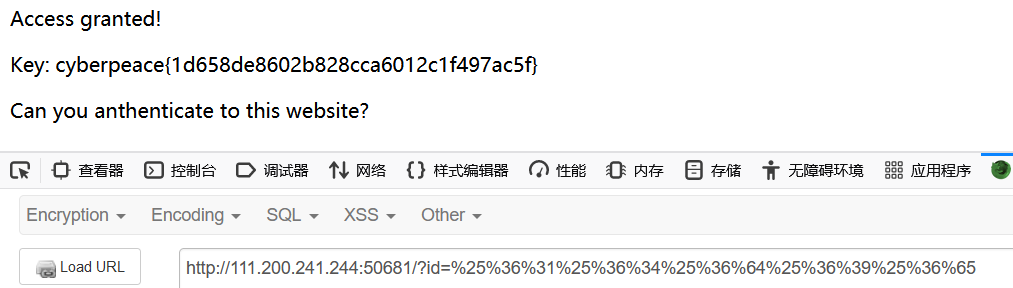 Access granted!
Key: cyberpeace{1d658de8602b828cca6012c1f497ac5f}
Can you anthenticate to this website?
查看器 控制台 调试器 网络 样式编辑器 性能 内存 存储 无障碍环境 应用程序
Encryption Encoding SQL XSS Other
Load URL http://111.200.241.244:50681/?id=%25%36%31%25%36%34%25%36%64%25%36%39%25%36%65